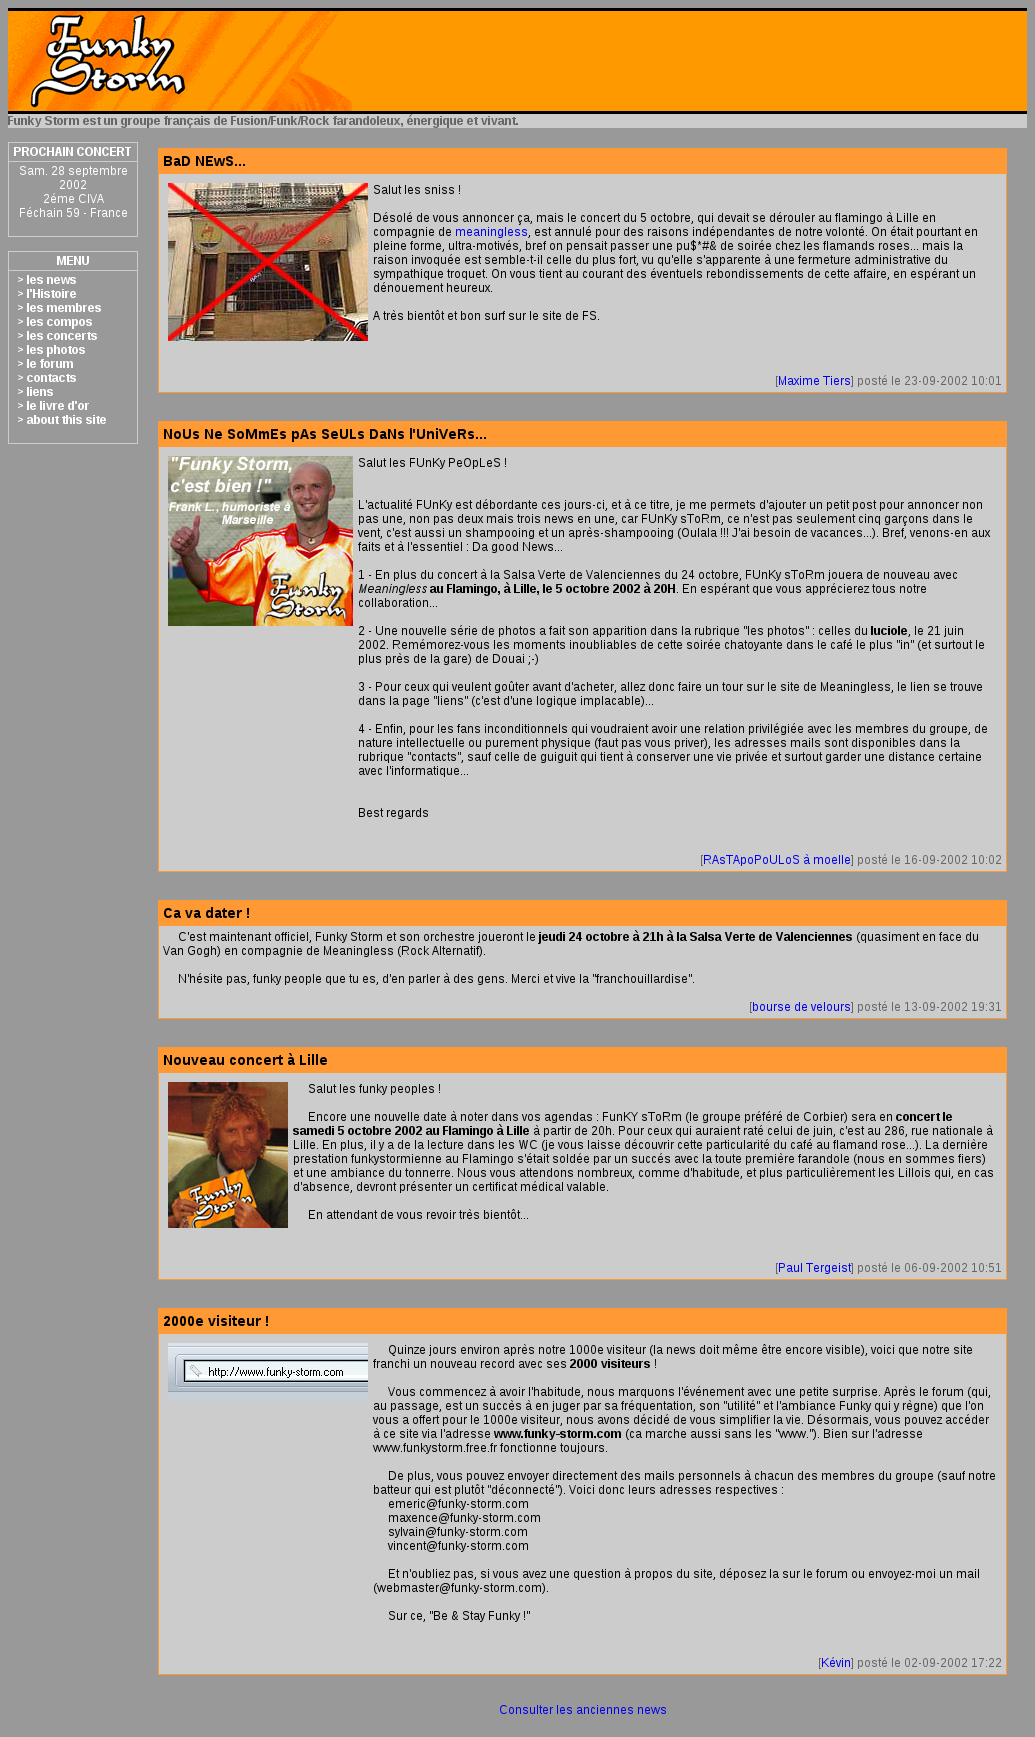 Funky
Storm
Funky Storm est un groupe français de Fusion/Funk/Rock farandoleux, énergique et vivant.
PROCHAIN CONCERT
Sam. 28 septembre
2002
2éme CIVA
Féchain 59 - France
MENU
> les news
> l'Histoire
> les membres
> les compos
> les concerts
> les photos
> le forum
> contacts
> liens
> le livre d'or
> about this site
BaD NEwS...
Salut les sniss !
Désolé de vous annoncer ça, mais le concert du 5 octobre, qui devait se dérouler au flamingo à Lille en
compagnie de meaningless, est annulé pour des raisons indépendantes de notre volonté. On était pourtant en
pleine forme, ultra-motivés, bref on pensait passer une pu$*#& de soirée chez les flamands roses... mais la
raison invoquée est semble-t-il celle du plus fort, vu qu'elle s'apparente à une fermeture administrative du
sympathique troquet. On vous tient au courant des éventuels rebondissements de cette affaire, en espérant un
dénouement heureux.
A très bientôt et bon surf sur le site de FS.
[Maxime Tiers] posté le 23-09-2002 10:01
NoUs Ne SoMmEs pAs SeULs DaNs l'UniVeRs...
"Funky Storm,
c'est bien !"
Frank L., humoriste à
Marseille
Funky
Storm
Salut les FUnKy PeOpLeS !
L'actualité FUnKy est débordante ces jours-ci, et à ce titre, je me permets d'ajouter un petit post pour annoncer non
pas une, non pas deux mais trois news en une, car FUnKy sToRm, ce n'est pas seulement cinq garçons dans le
vent, c'est aussi un shampooing et un après-shampooing (Oulala !!! J'ai besoin de vacances...). Bref, venons-en aux
faits et à l'essentiel : Da good News...
1 - En plus du concert à la Salsa Verte de Valenciennes du 24 octobre, FUnKy sToRm jouera de nouveau avec
Meaningless au Flamingo, à Lille, le 5 octobre 2002 à 20H. En espérant que vous apprécierez tous notre
collaboration...
2 - Une nouvelle série de photos a fait son apparition dans la rubrique "les photos" : celles du luciole, le 21 juin
2002. Remémorez-vous les moments inoubliables de cette soirée chatoyante dans le café le plus "in" (et surtout le
plus près de la gare) de Douai ;-)
3 - Pour ceux qui veulent goûter avant d'acheter, allez donc faire un tour sur le site de Meaningless, le lien se trouve
dans la page "liens" (c'est d'une logique implacable)...
4 - Enfin, pour les fans inconditionnels qui voudraient avoir une relation privilégiée avec les membres du groupe, de
nature intellectuelle ou purement physique (faut pas vous priver), les adresses mails sont disponibles dans la
rubrique "contacts", sauf celle de guiguit qui tient à conserver une vie privée et surtout garder une distance certaine
avec l'informatique...
Best regards
[RAsTApoPoULoS à moelle] posté le 16-09-2002 10:02
Ca va dater !
C'est maintenant officiel, Funky Storm et son orchestre joueront le jeudi 24 octobre à 21h à la Salsa Verte de Valenciennes (quasiment en face du
Van Gogh) en compagnie de Meaningless (Rock Alternatif).
N'hésite pas, funky people que tu es, d'en parler à des gens. Merci et vive la "franchouillardise".
[bourse de velours] posté le 13-09-2002 19:31
Nouveau concert à Lille
Funky
Storm
Salut les funky peoples !
Encore une nouvelle date à noter dans vos agendas : FunKY sToRm (le groupe préféré de Corbier) sera en concert le
samedi 5 octobre 2002 au Flamingo à Lille à partir de 20h. Pour ceux qui auraient raté celui de juin, c'est au 286, rue nationale à
Lille. En plus, il y a de la lecture dans les WC (je vous laisse découvrir cette particularité du café au flamand rose...). La dernière
prestation funkystormienne au Flamingo s'était soldée par un succés avec la toute première farandole (nous en sommes fiers)
et une ambiance du tonnerre. Nous vous attendons nombreux, comme d'habitude, et plus particulièrement les Lillois qui, en cas
d'absence, devront présenter un certificat médical valable.
En attendant de vous revoir très bientôt...
[Paul Tergeist] posté le 06-09-2002 10:51
2000e visiteur !
http://www.funky-storm.com
Quinze jours environ après notre 1000e visiteur (la news doit même être encore visible), voici que notre site
franchi un nouveau record avec ses 2000 visiteurs !
Vous commencez à avoir l'habitude, nous marquons l'événement avec une petite surprise. Après le forum (qui,
au passage, est un succès à en juger par sa fréquentation, son "utilité" et l'ambiance Funky qui y règne) que l'on
vous a offert pour le 1000e visiteur, nous avons décidé de vous simplifier la vie. Désormais, vous pouvez accéder
à ce site via l'adresse www.funky-storm.com (ca marche aussi sans les "www."). Bien sur l'adresse
www.funkystorm.free.fr fonctionne toujours.
De plus, vous pouvez envoyer directement des mails personnels à chacun des membres du groupe (sauf notre
batteur qui est plutôt "déconnecté"). Voici donc leurs adresses respectives :
emeric@funky-storm.com
maxence@funky-storm.com
sylvain@funky-storm.com
vincent@funky-storm.com
Et n'oubliez pas, si vous avez une question à propos du site, déposez la sur le forum ou envoyez-moi un mail
(webmaster@funky-storm.com).
Sur ce, "Be & Stay Funky !"
[Kévin] posté le 02-09-2002 17:22
Consulter les anciennes news